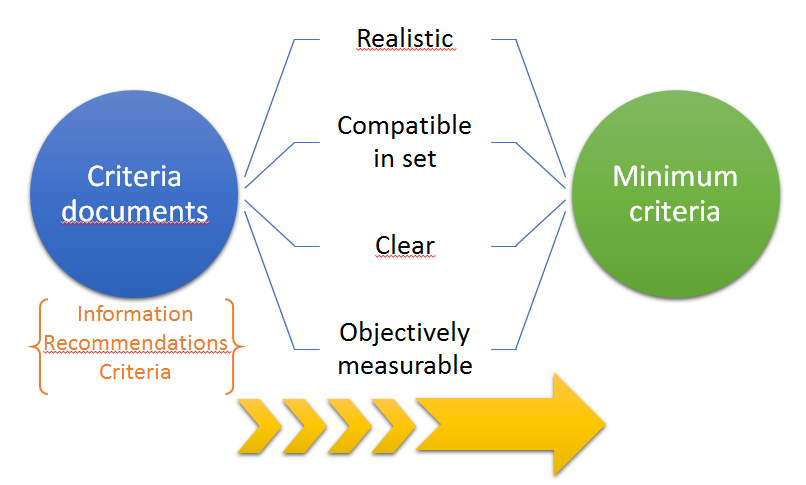 Realistic
Compatible
in set
Criteria
documents
Minimum
criteria
Clear
Objectively
measurable
Information
Recommendations
Criteria